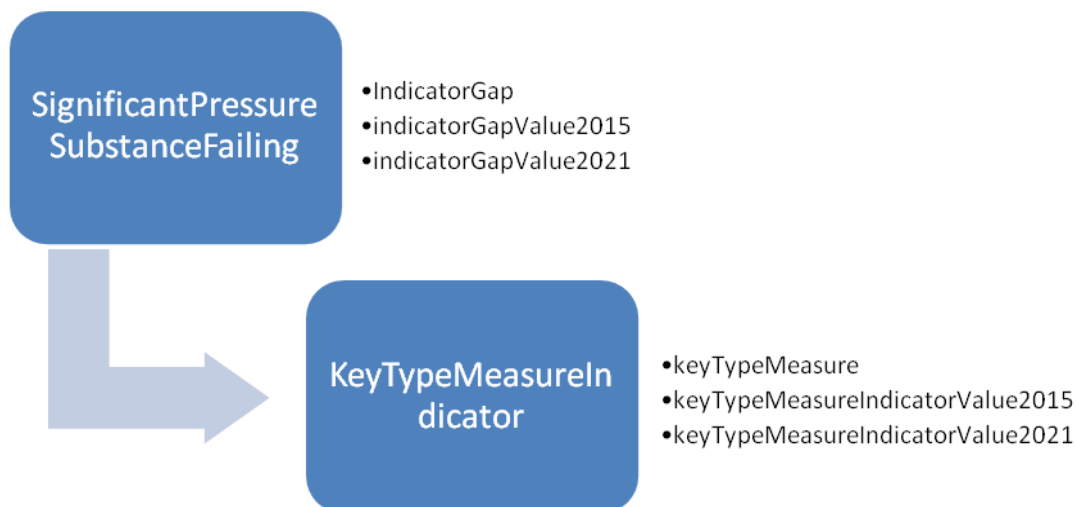 SignificantPressure
SubstanceFailing
•IndicatorGap
•indicatorGapValue2015
•indicatorGapValue2021
KeyTypeMeasureIn
dicator
•keyTypeMeasure
•keyTypeMeasureIndicatorValue2015
•keyTypeMeasureIndicatorValue2021